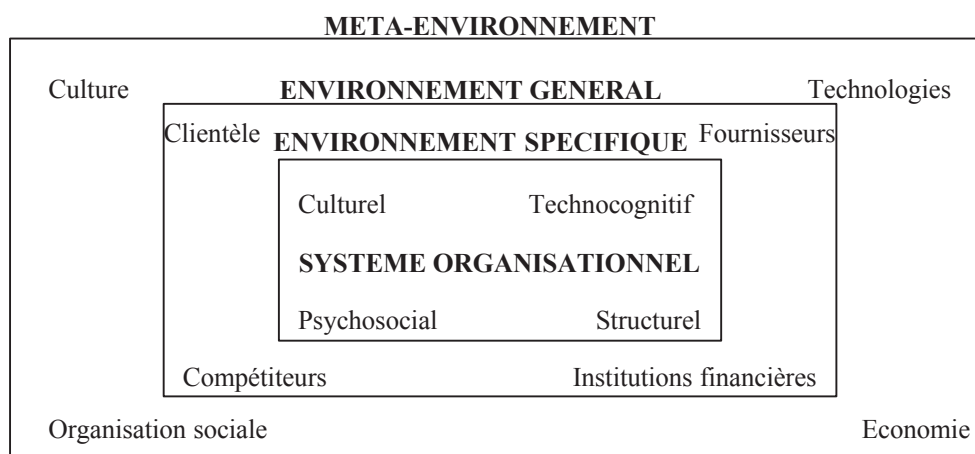 META-ENVIRONNEMENT
Culture ENVIRONNEMENT GENERAL Technologies
Clientèle ENVIRONNEMENT SPECIFIQUE Fournisseurs
Culturel Technocognitif
SYSTEME ORGANISATIONNEL
Psychosocial Structurel
Compétiteurs Institutions financières
Organisation sociale Economie